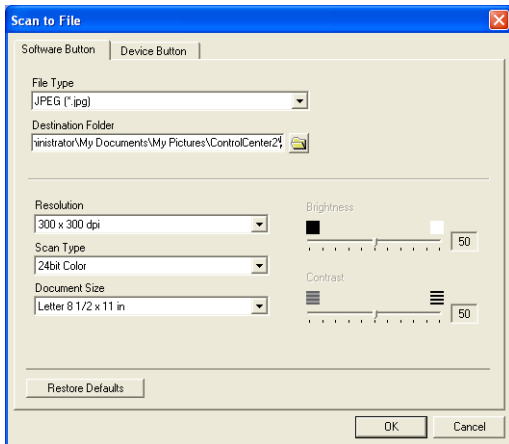 Scan to File
Software Button
Device Button
File Type
JPEG (*.jpg)
Destination Folder
inistrator\My Documents\My Pictures\ControlCenter2\
Resolution
300 x 300 dpi
Scan Type
24bit Color
Document Size
Letter 8 1/2 x 11 in
Brightness
50
Contrast
50
Restore Defaults
OK
Cancel